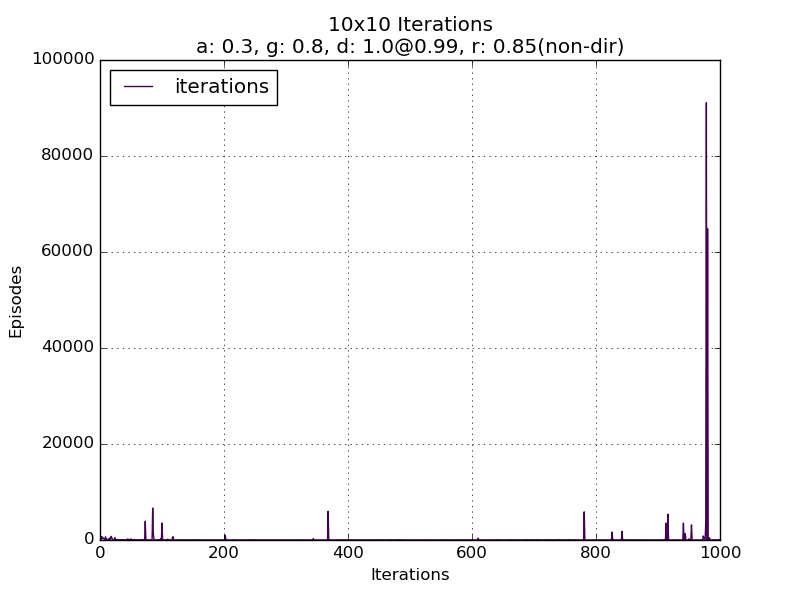 10x10 Iterations
a: 0.3, g: 0.8, d: 1.0@0.99, r: 0.85(non-dir)
100000
iterations
80000
60000
Episodes
40000
20000
0
0 200 400 600 800 1000
Iterations